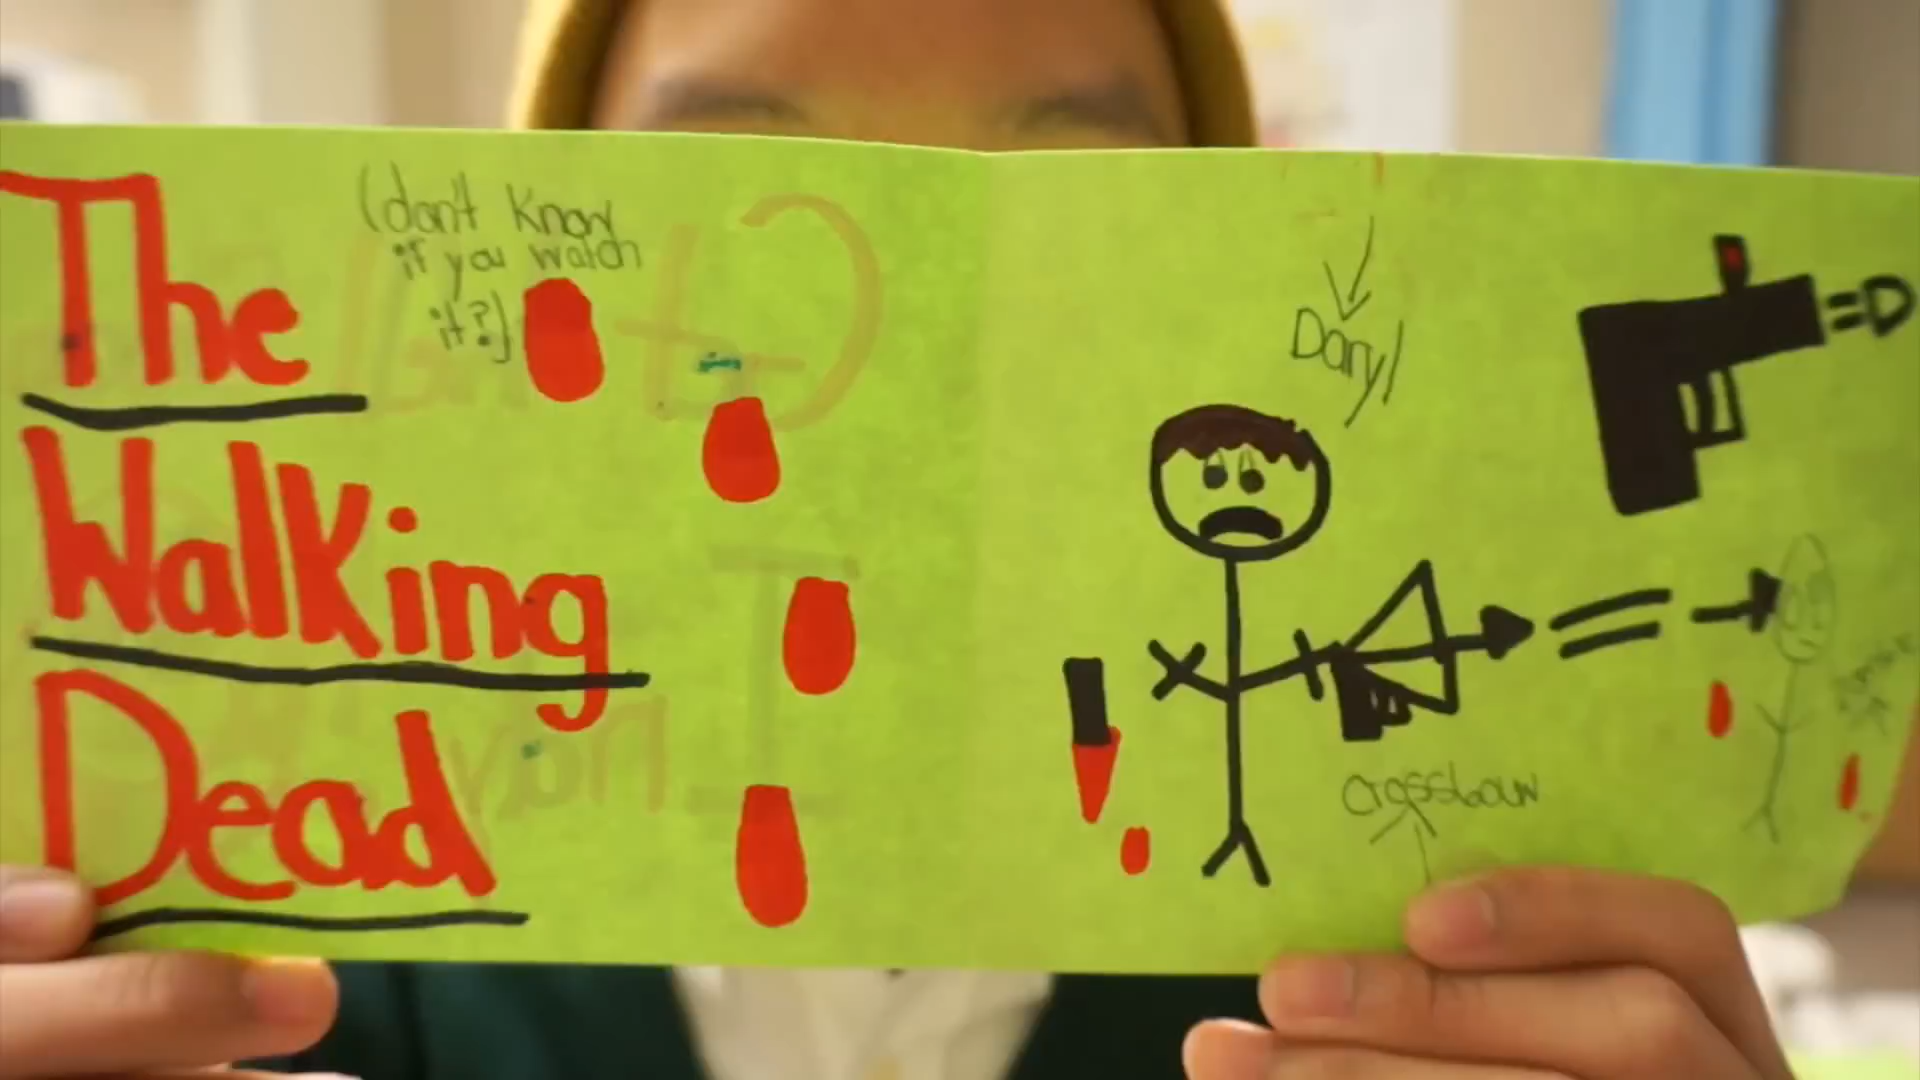 The
Walking
Dead
(don't know
if you watch
it?)
Daryl
crossbow